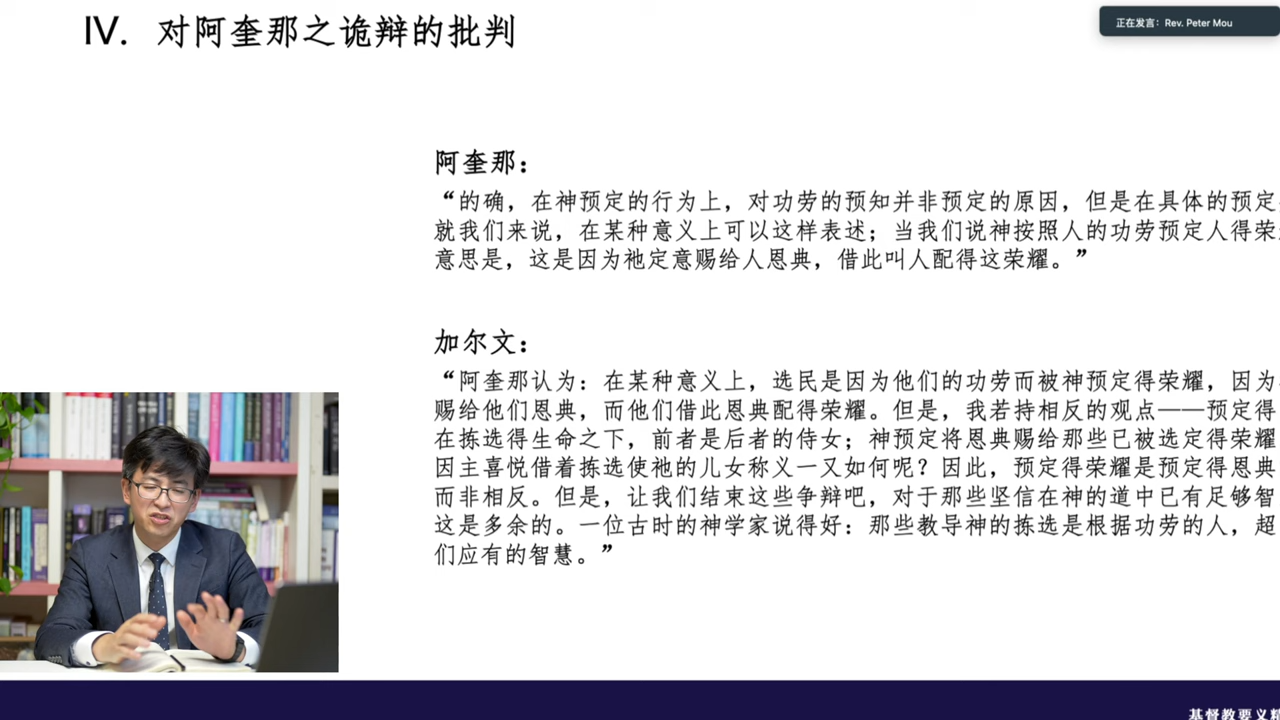 IV. 对阿奎那之诡辩的批判
正在发言：Rev. Peter Mou
阿奎那：
“的确，在神预定的行为上，对功劳的预知并非预定的原因，但是在具体的预定
就我们来说，在某种意义上可以这样表述；当我们说神按照人的功劳预定人得荣
意思是，这是因为祂定意赐给人恩典，借此叫人配得这荣耀。”
加尔文：
“阿奎那认为：在某种意义上，选民是因为他们的功劳而被神预定得荣耀，因为
赐给他们恩典，而他们借此恩典配得荣耀。但是，我若持相反的观点——预定得
在拣选得生命之下，前者是后者的侍女；神预定将恩典赐给那些已被选定得荣耀
因主喜悦借着拣选使祂的儿女称义一又如何呢？因此，预定得荣耀是预定得恩典
而非相反。但是，让我们结束这些争辩吧，对于那些坚信在神的道中已有足够智
这是多余的。一位古时的神学家说得好：那些教导神的拣选是根据功劳的人，超
们应有的智慧。”
基督教要义